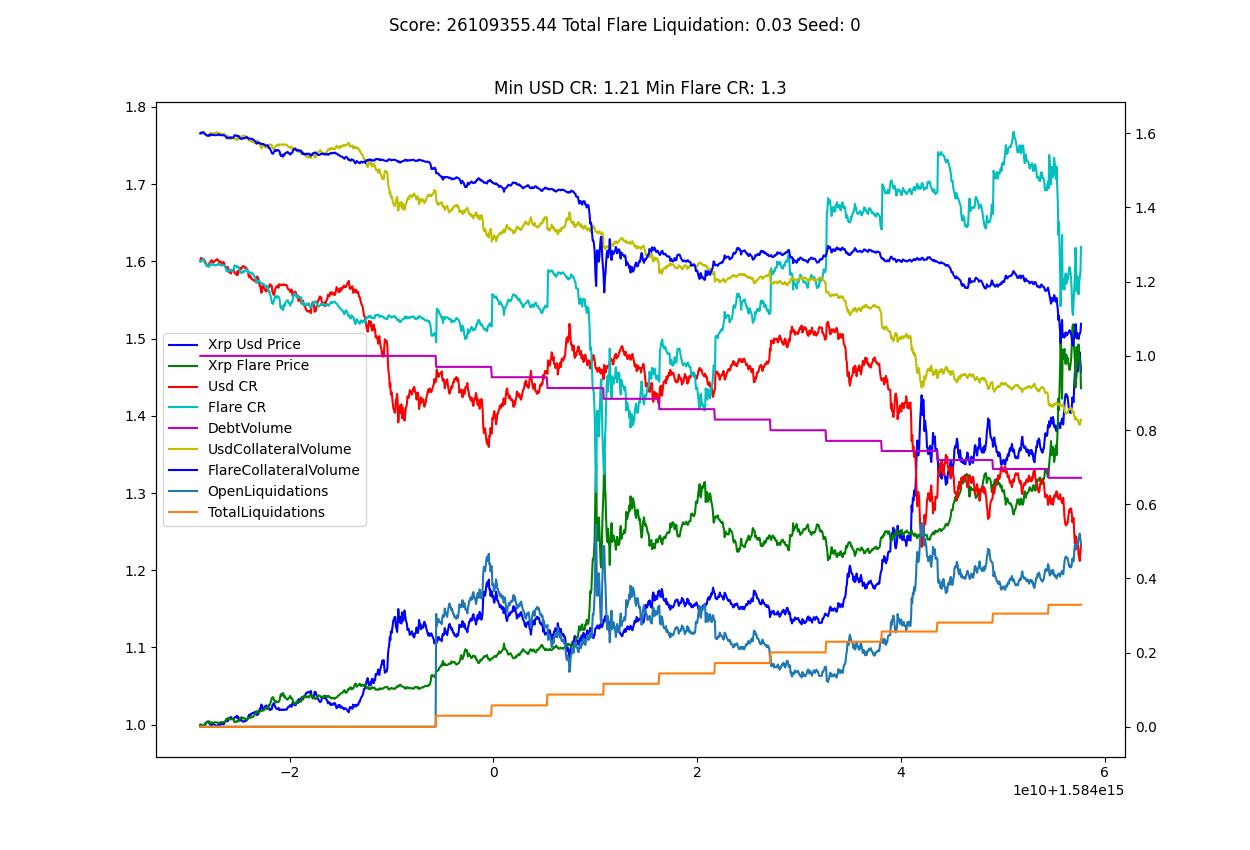 Score: 26109355.44 Total Flare Liquidation: 0.03 Seed: 0
Min USD CR: 1.21 Min Flare CR: 1.3
1.8
1.7
1.6
1.5
1.4
1.3
1.2
1.1
1.0
Xrp Usd Price
Xrp Flare Price
Usd CR
Flare CR
DebtVolume
UsdCollateralVolume
FlareCollateralVolume
OpenLiquidations
TotalLiquidations
1.6
1.4
1.2
1.0
0.8
0.6
0.4
0.2
0.0
−2 0 2 4 6
1e10+1.584e15